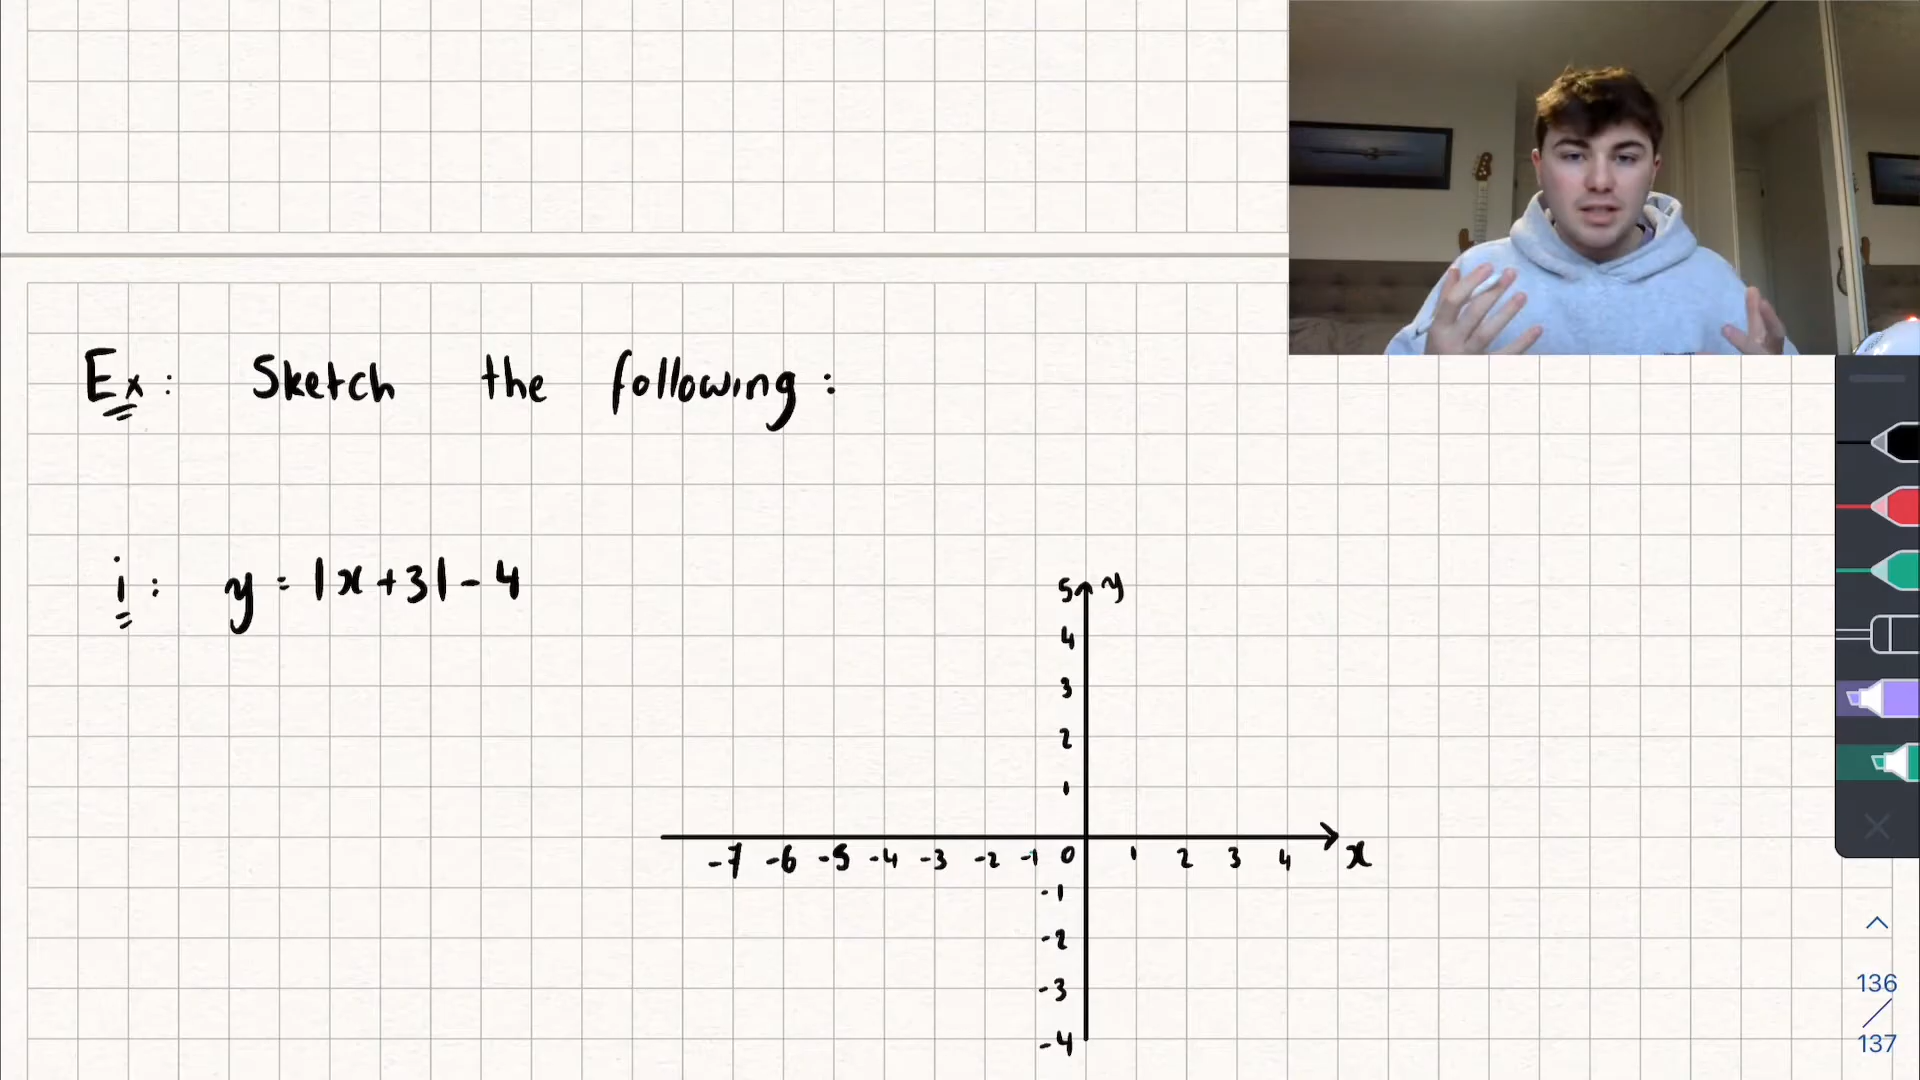 Ex: Sketch the following:
i: y = |x+3| - 4
5 y
4
3
2
1
-7 -6 -5 -4 -3 -2 -1 0 1 2 3 4 x
-1
-2
-3
-4
136
/
137